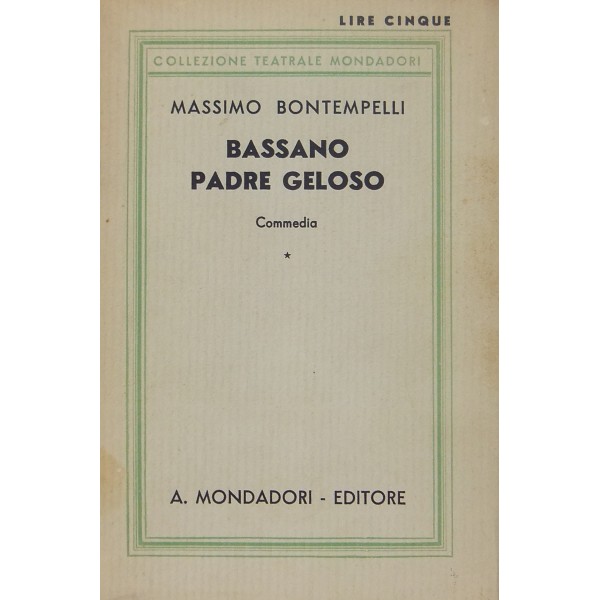 LIRE CINQUE
COLLEZIONE TEATRALE MONDADORI
MASSIMO BONTEMPELLI
BASSANO
PADRE GELOSO
Commedia
★
A. MONDADORI - EDITORE